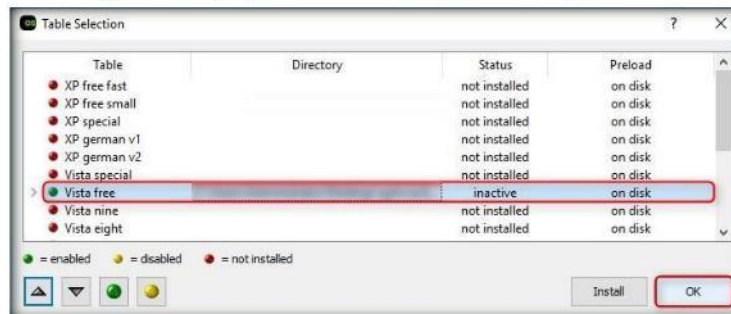 Table Selection ? ×
Table Directory Status Preload
XP free fast not installed on disk
XP free small not installed on disk
XP special not installed on disk
XP german v1 not installed on disk
XP german v2 not installed on disk
Vista special not installed on disk
Vista free inactive on disk
Vista nine not installed on disk
Vista eight not installed on disk
= enabled = disabled = not installed
Install OK